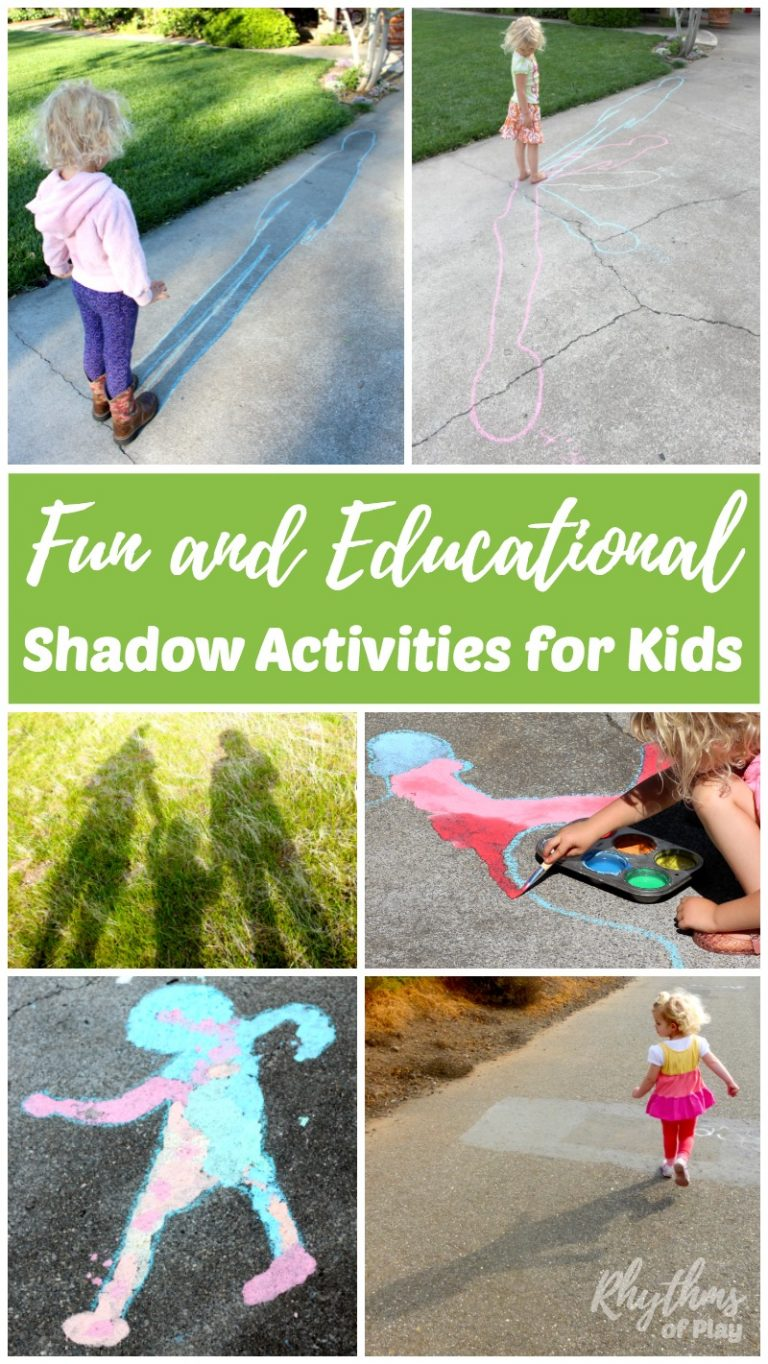 Fun and Educational
Shadow Activities for Kids
Rhythms
of Play